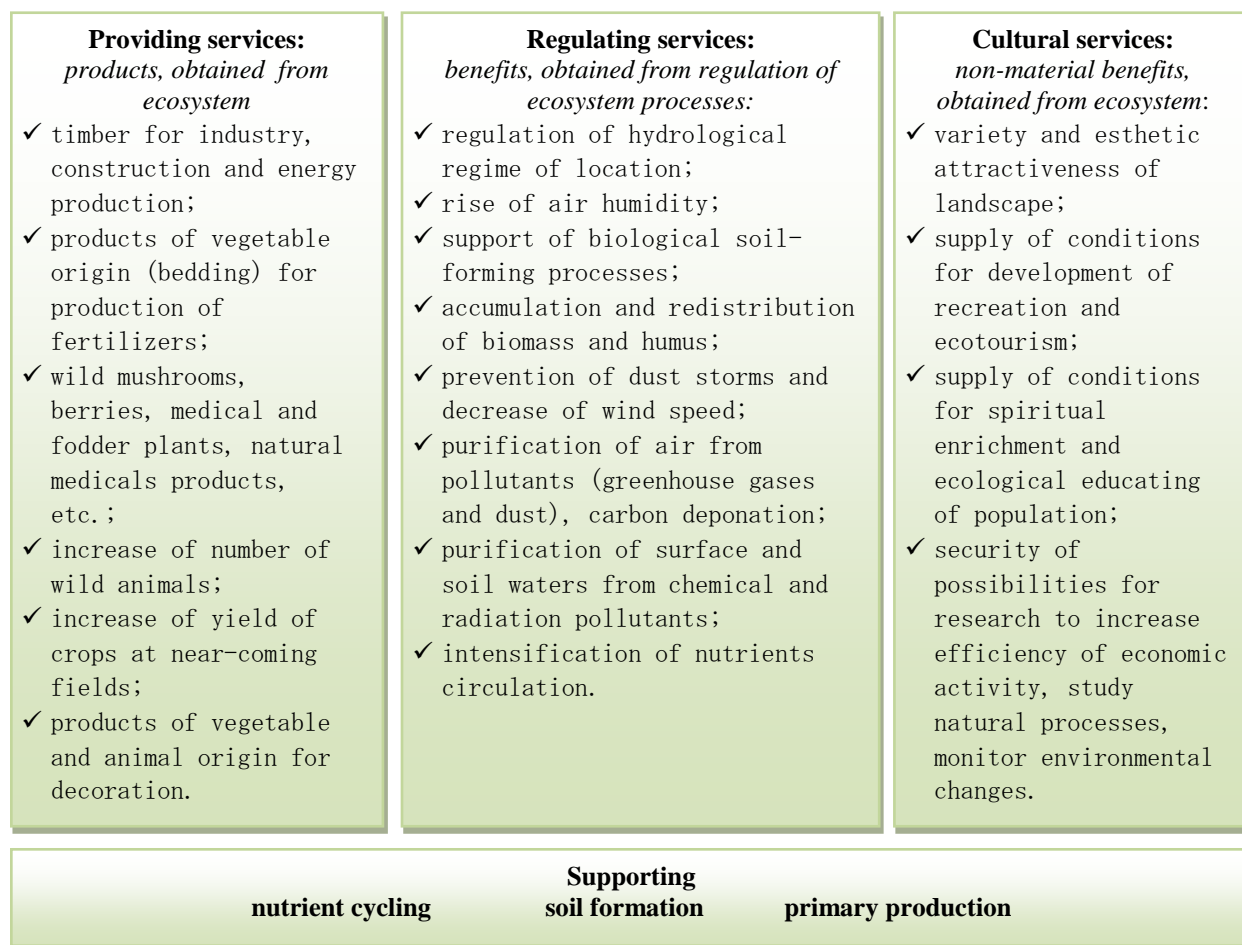 Providing services:
products, obtained from
ecosystem
✓ timber for industry,
construction and energy
production;
✓ products of vegetable
origin (bedding) for
production of
fertilizers;
✓ wild mushrooms,
berries, medical and
fodder plants, natural
medicals products,
etc.;
✓ increase of number of
wild animals;
✓ increase of yield of
crops at near-coming
fields;
✓ products of vegetable
and animal origin for
decoration.
Regulating services:
benefits, obtained from regulation of
ecosystem processes:
✓ regulation of hydrological
regime of location;
✓ rise of air humidity;
✓ support of biological soil-
forming processes;
✓ accumulation and redistribution
of biomass and humus;
✓ prevention of dust storms and
decrease of wind speed;
✓ purification of air from
pollutants (greenhouse gases
and dust), carbon deponation;
✓ purification of surface and
soil waters from chemical and
radiation pollutants;
✓ intensification of nutrients
circulation.
Cultural services:
non-material benefits,
obtained from ecosystem:
✓ variety and esthetic
attractiveness of
landscape;
✓ supply of conditions
for development of
recreation and
ecotourism;
✓ supply of conditions
for spiritual
enrichment and
ecological educating
of population;
✓ security of
possibilities for
research to increase
efficiency of economic
activity, study
natural processes,
monitor environmental
changes.
Supporting
nutrient cycling soil formation primary production